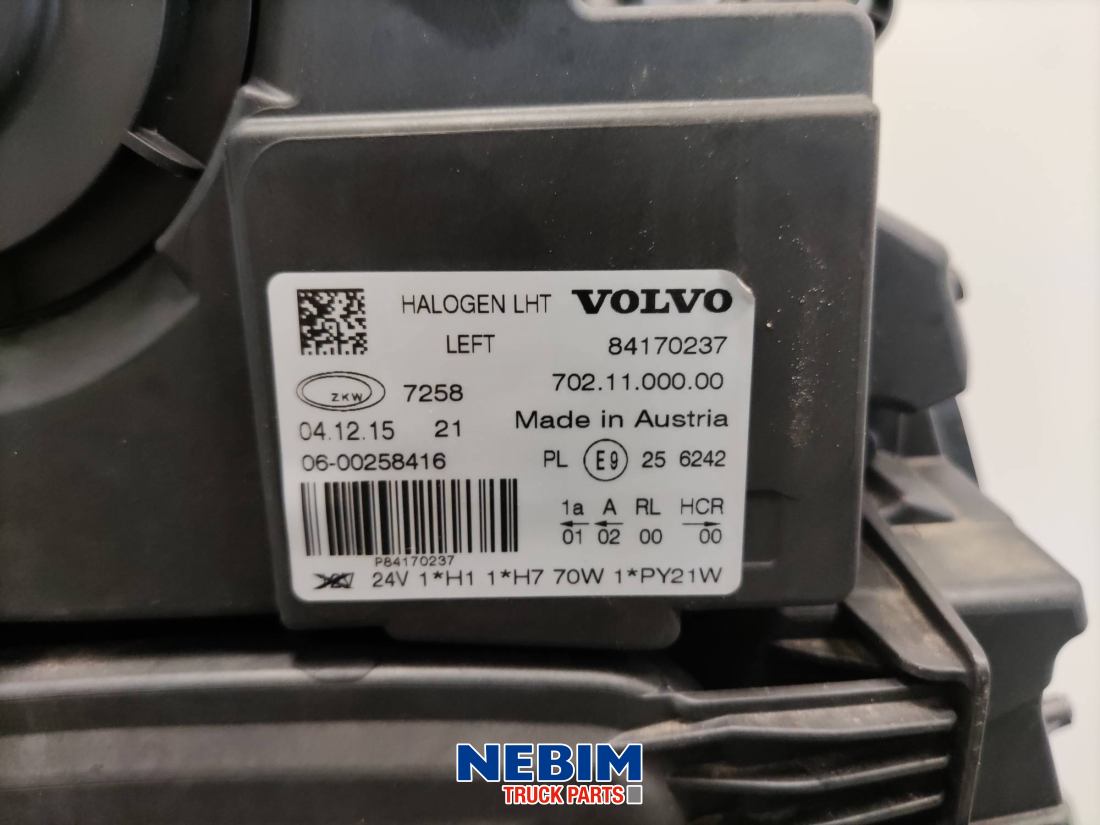 HALOGEN LHT VOLVO
LEFT 84170237
ZKW 7258 702.11.000.00
04.12.15 21 Made in Austria
06-00258416 PL E9 25 6242
1a A RL HCR
01 02 00 00
P84170237
24V 1*H1 1*H7 70W 1*PY21W
NEBIM
TRUCK PARTS